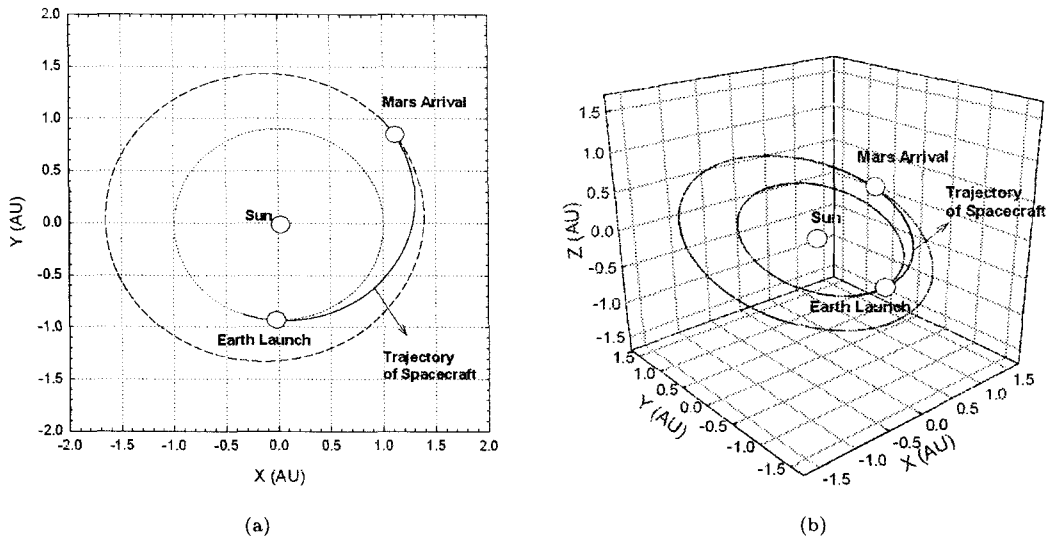 2.0
1.5
1.0
0.5
0.0
-0.5
-1.0
-1.5
-2.0
Y (AU)
Mars Arrival
Sun
Earth Launch
Trajectory
of Spacecraft
-2.0 -1.5 -1.0 -0.5 0.0 0.5 1.0 1.5 2.0
X (AU)
(a)
1.5
1.0
0.5
0.0
-0.5
-1.0
-1.5
Z (AU)
Mars Arrival
Trajectory
of Spacecraft
Sun
Earth Launch
1.5 1.0 0.5 0.0 -0.5 -1.0 -1.5
Y (AU)
-1.5 -1.0 -0.5 0.0 0.5 1.0 1.5
X (AU)
(b)